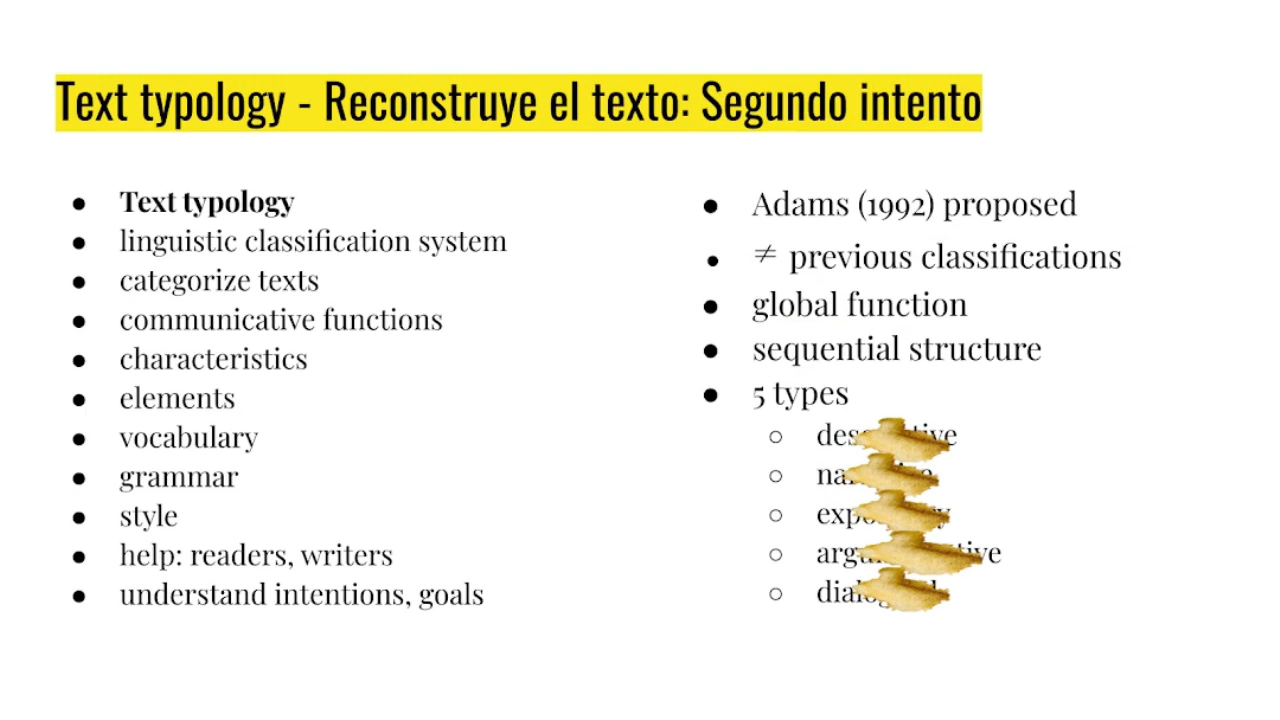 Text typology - Reconstruye el texto: Segundo intento
● Text typology
● linguistic classification system
● categorize texts
● communicative functions
● characteristics
● elements
● vocabulary
● grammar
● style
● help: readers, writers
● understand intentions, goals
● Adams (1992) proposed
● ≠ previous classifications
● global function
● sequential structure
● 5 types